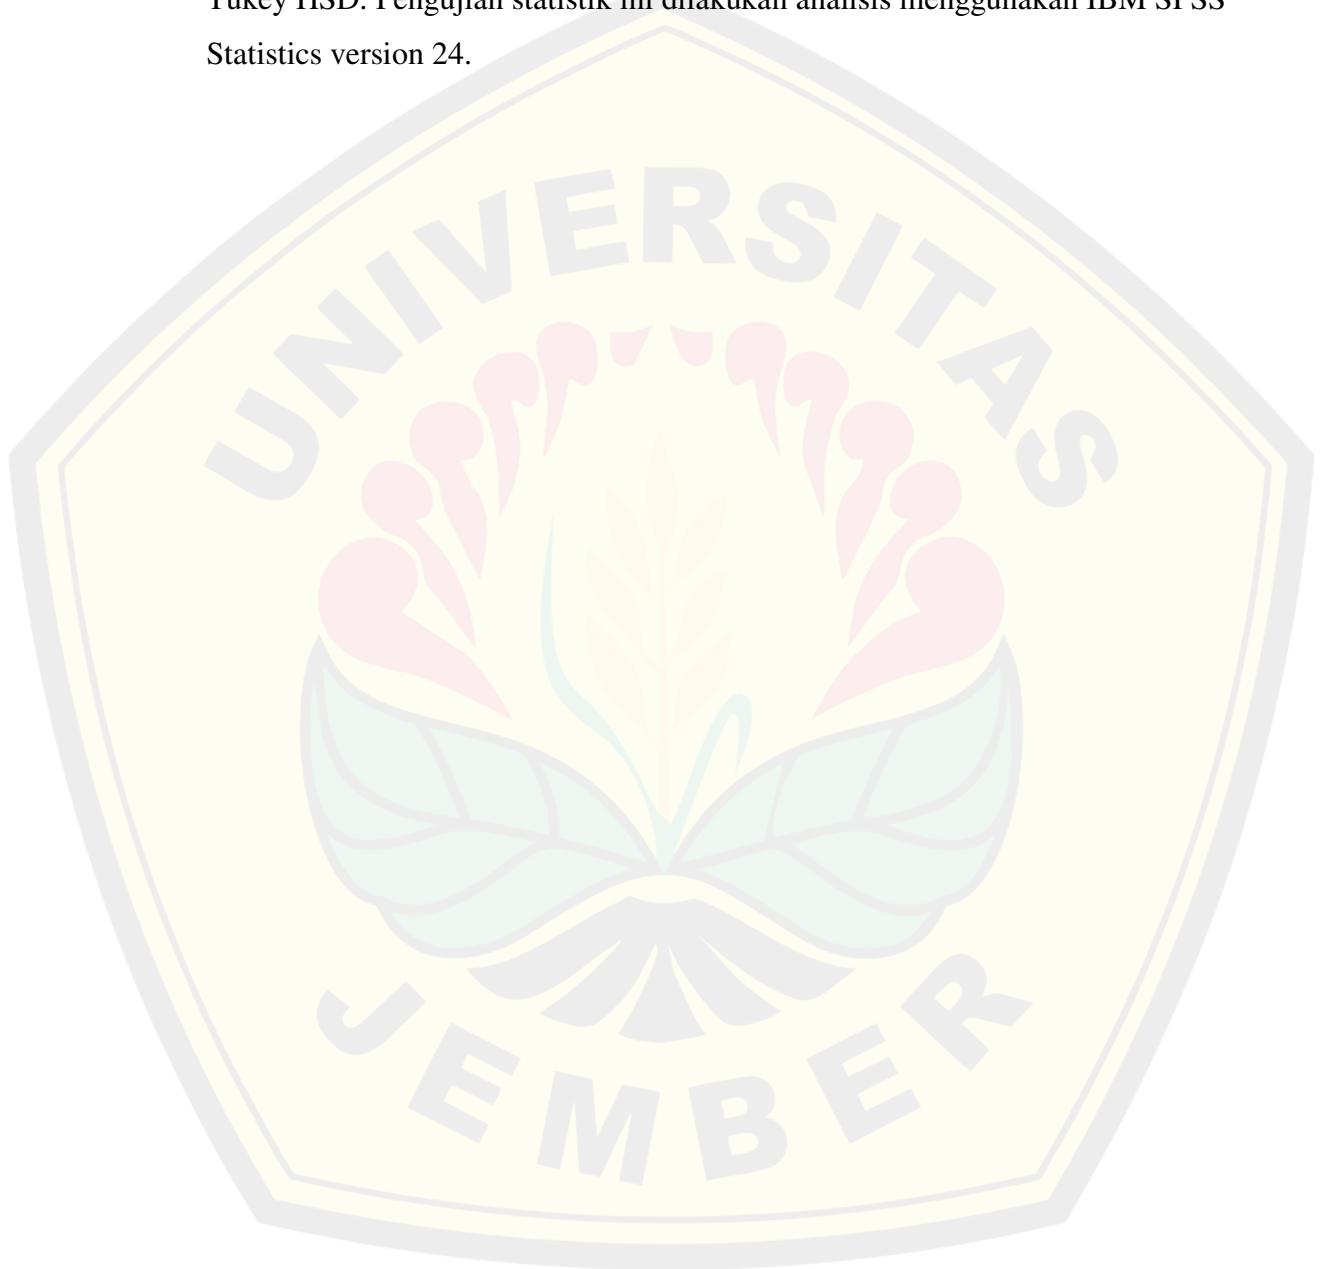 Tukey HSD. Pengujian statistik ini dilakukan analisis menggunakan IBM SPSS
Statistics version 24.
UNIVERSITAS
JEMBER